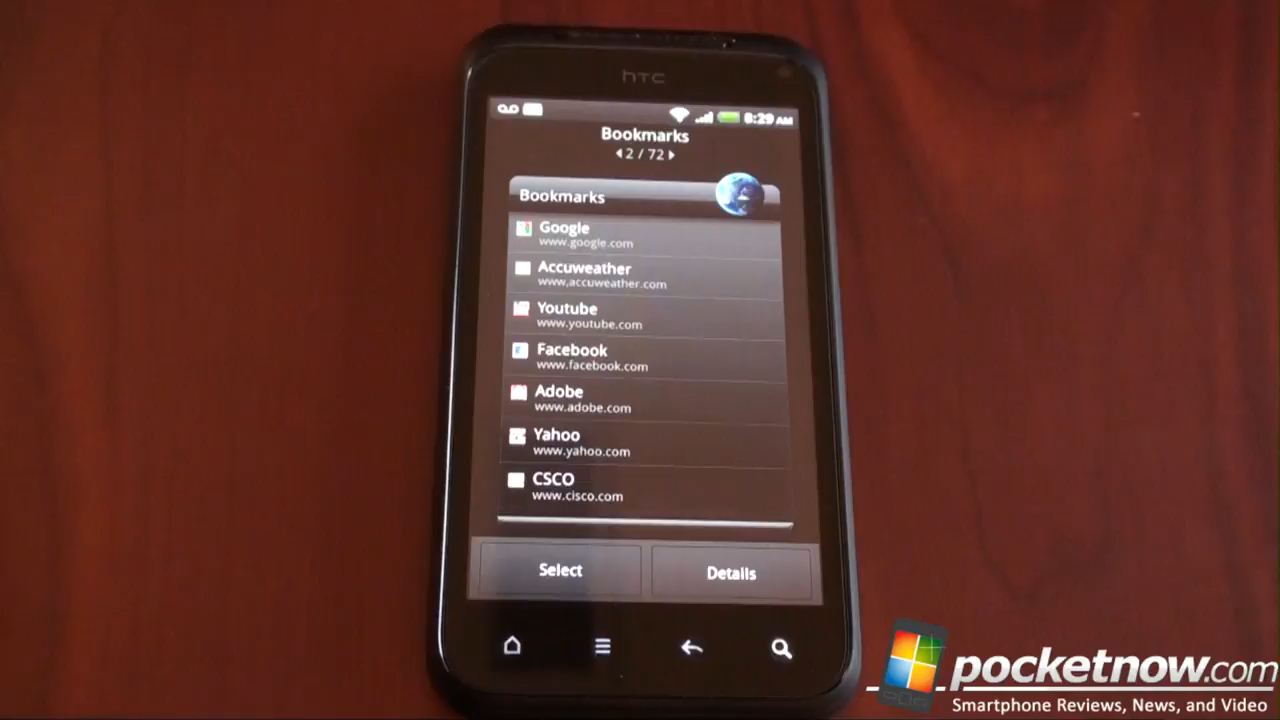 hTC
8:29 AM
Bookmarks
2 / 72
Bookmarks
Google
www.google.com
Accuweather
www.accuweather.com
Youtube
www.youtube.com
Facebook
www.facebook.com
Adobe
www.adobe.com
Yahoo
www.yahoo.com
CSCO
www.cisco.com
Select
Details
pocketnow.com
Smartphone Reviews, News, and Video